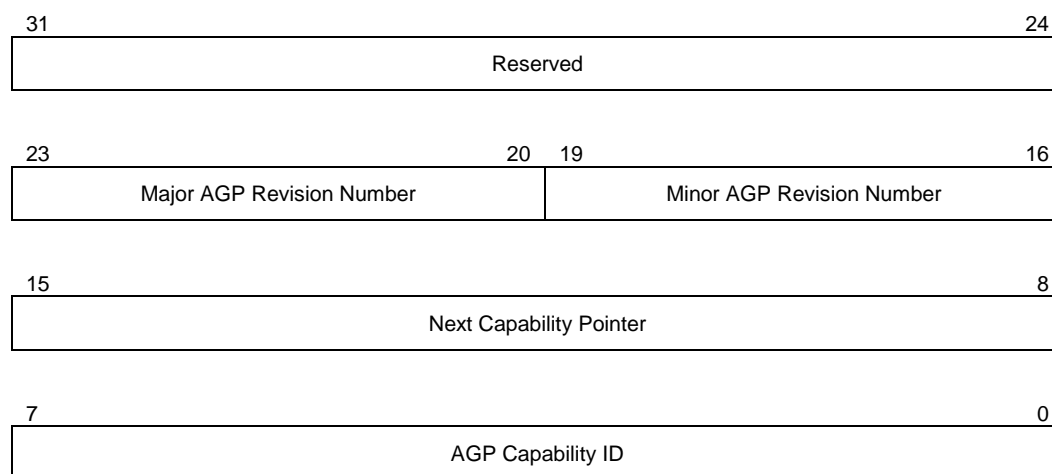 31 24
Reserved
23 20 19 16
Major AGP Revision Number Minor AGP Revision Number
15 8
Next Capability Pointer
7 0
AGP Capability ID